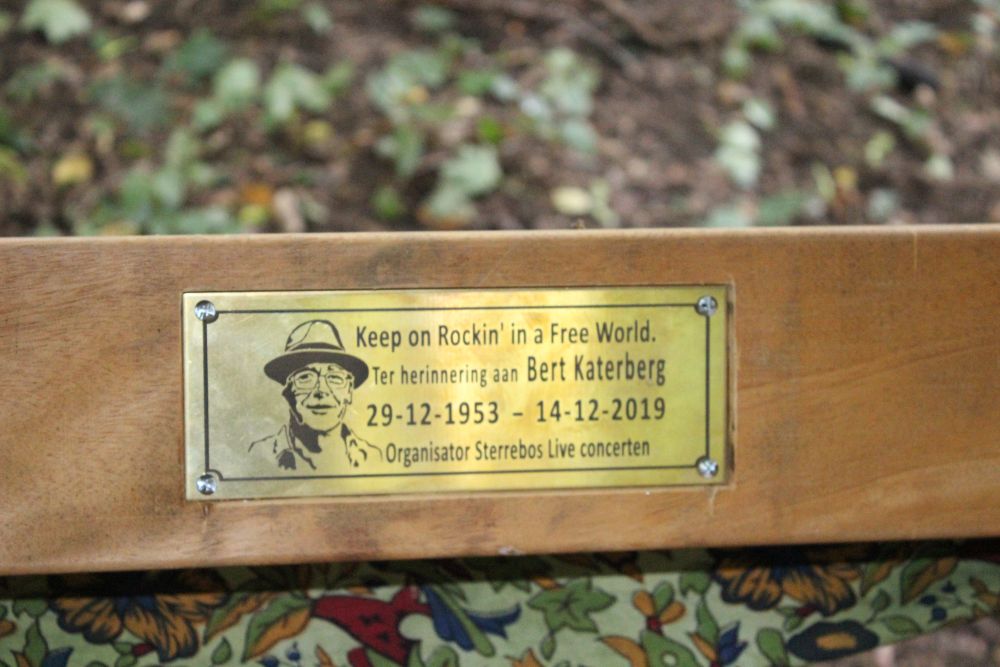 Keep on Rockin' in a Free World.
Ter herinnering aan Bert Katerberg
29-12-1953 - 14-12-2019
Organisator Sterrebos Live concerten